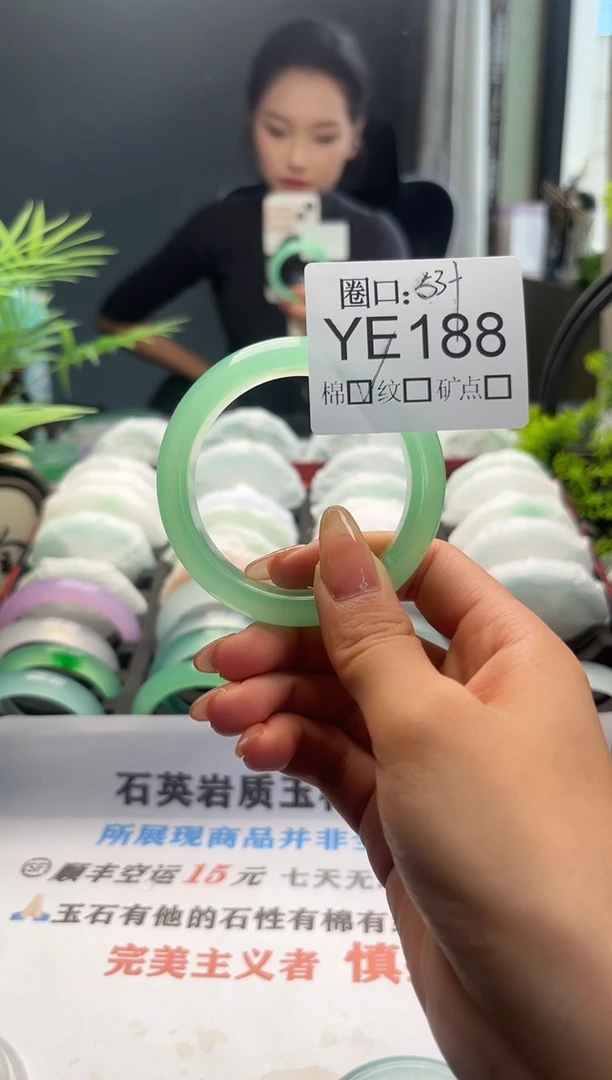 圈口:53+
YE188
棉☑纹☐矿点☐
石英岩质玉
所展现商品并非
SF 顺丰空运15元 七天无
🙏玉石有他的石性有棉有
完美主义者 慎